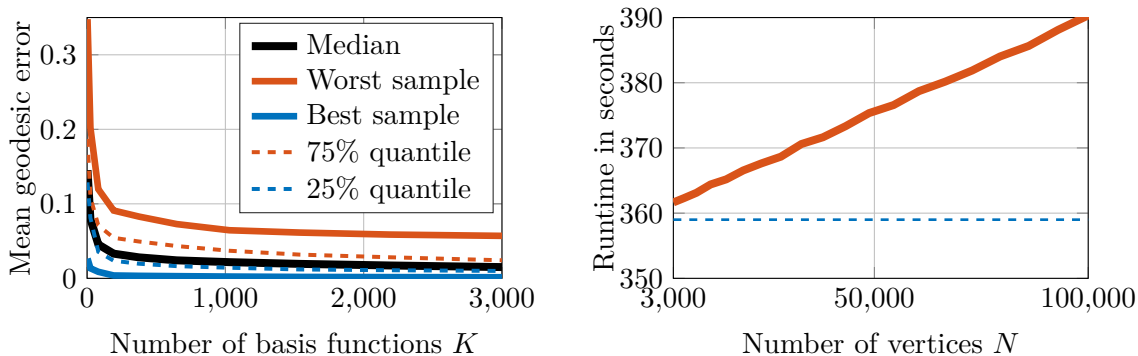 Mean geodesic error
0.3
0.2
0.1
0
Median
Worst sample
Best sample
75% quantile
25% quantile
0
1,000
2,000
3,000
Number of basis functions K
Runtime in seconds
390
380
370
360
350
3,000
50,000
100,000
Number of vertices N